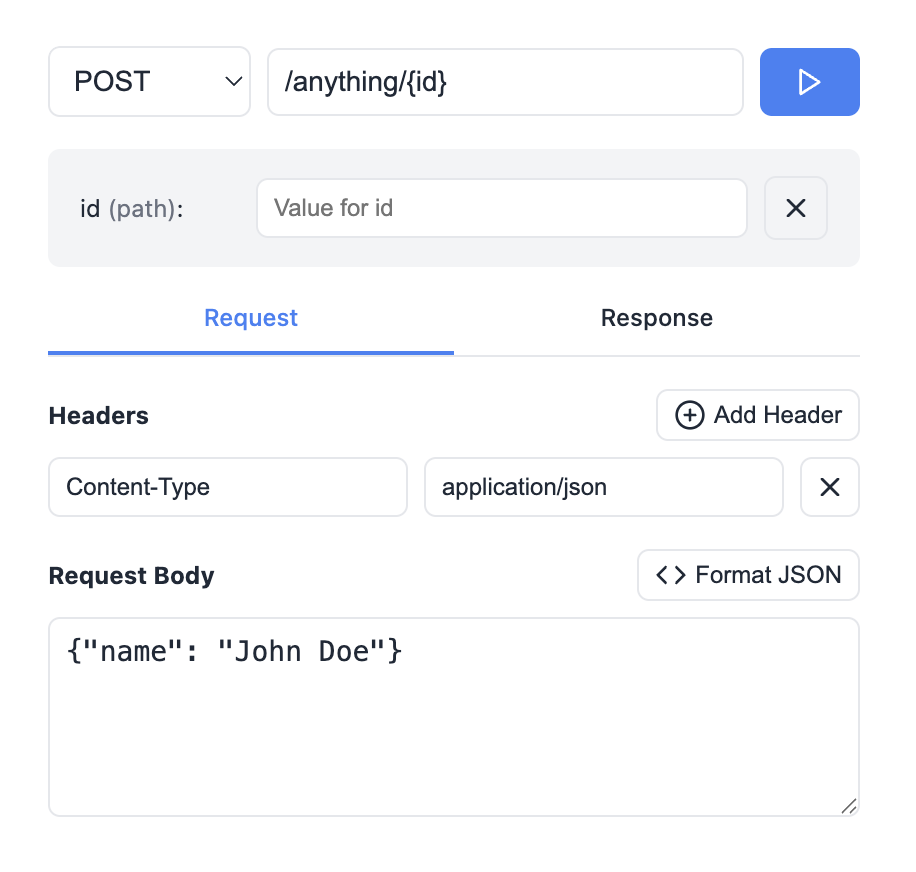 POST
/anything/{id}
id (path):
Value for id
Request
Response
Headers
Add Header
Content-Type
application/json
Request Body
Format JSON
{"name": "John Doe"}